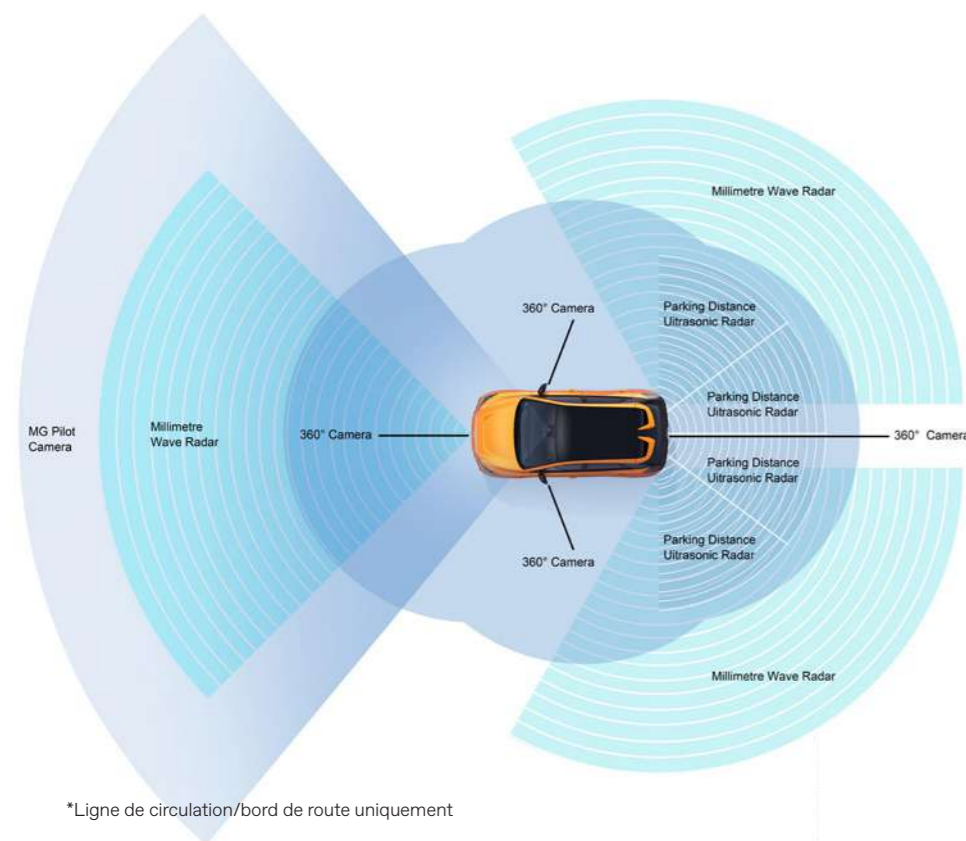 Millimetre Wave Radar
360° Camera
Parking Distance
Uitrasonic Radar
Parking Distance
Uitrasonic Radar
MG Pilot
Camera
Millimetre
Wave Radar
360° Camera
360° Camera
Parking Distance
Uitrasonic Radar
Parking Distance
Uitrasonic Radar
360° Camera
Millimetre Wave Radar
*Ligne de circulation/bord de route uniquement